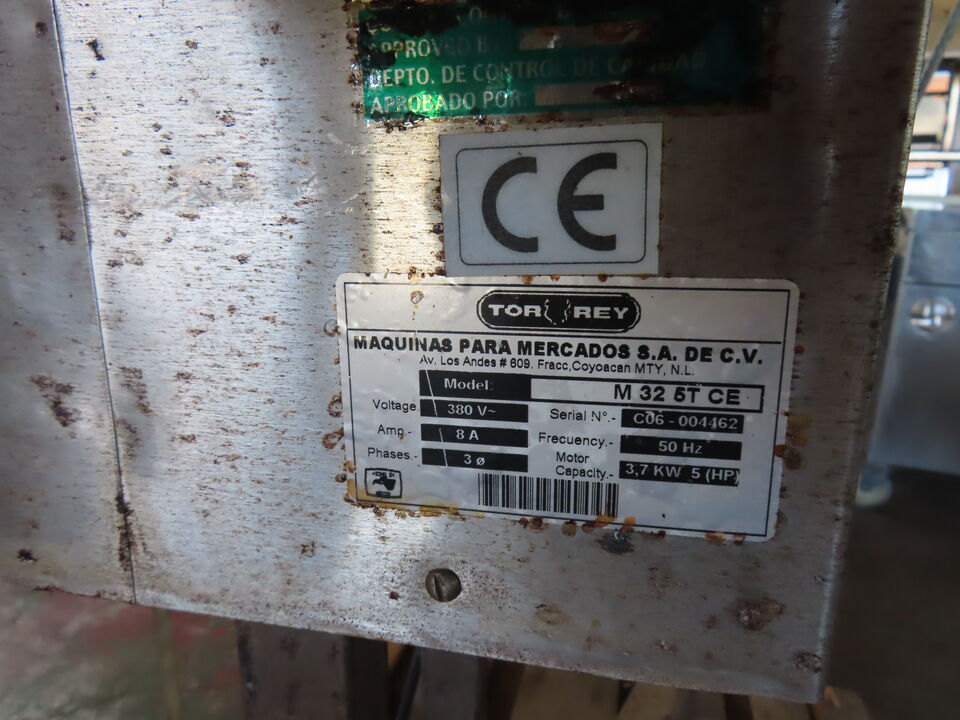 APPROVED BY
DEPTO. DE CONTROL DE CALIDAD
APROBADO POR:
CE
TOR REY
MAQUINAS PARA MERCADOS S.A. DE C.V.
Av. Los Andes # 609. Fracc,Coyoacan MTY, N.L.
Model: M 32 5T CE
Voltage 380 V~ Serial N°.- C06 - 004462
Amp.- 8 A Frecuency.- 50 Hz
Phases.- 3 ø Motor Capacity.- 3,7 KW 5 (HP)